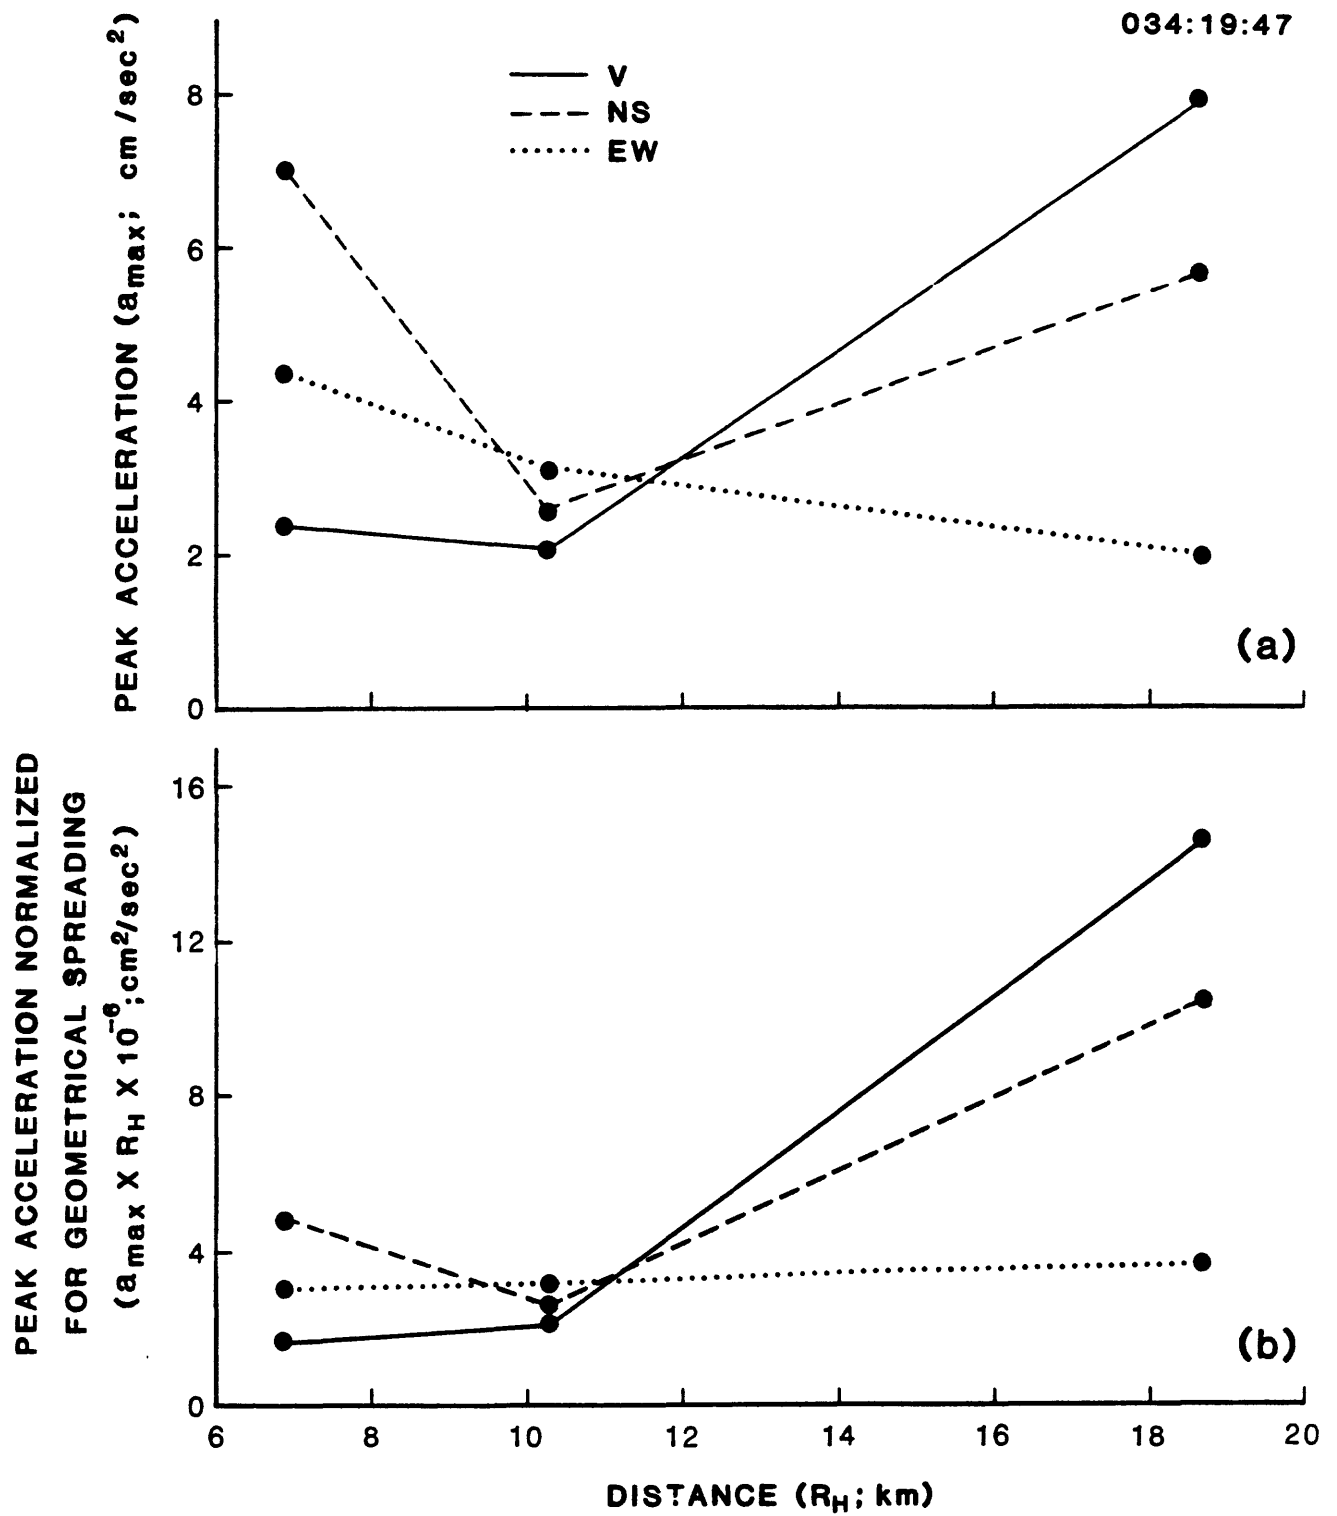 034:19:47
V
NS
EW
PEAK ACCELERATION (amax; cm/sec²)
8
6
4
2
0
(a)
PEAK ACCELERATION NORMALIZED
FOR GEOMETRICAL SPREADING
(amax X RH X 10⁻⁶;cm²/sec²)
16
12
8
4
0
(b)
6 8 10 12 14 16 18 20
DISTANCE (RH; km)